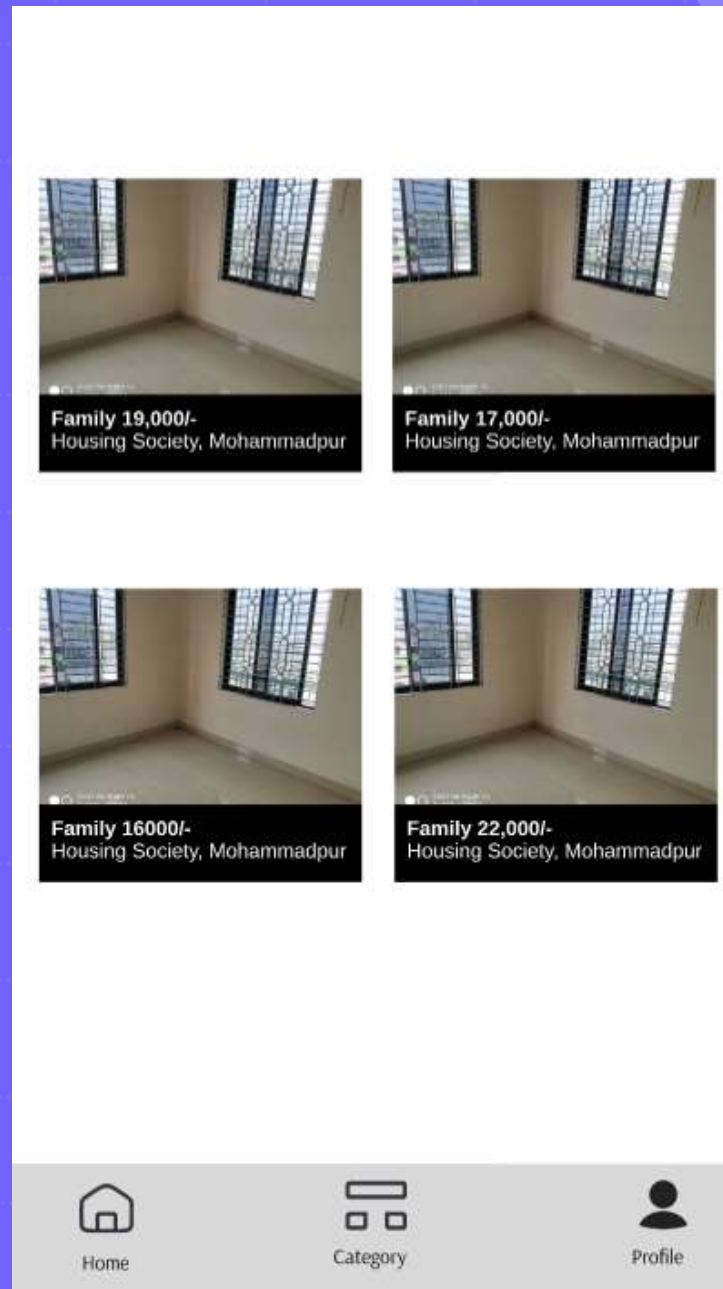 Family 19,000/-
Housing Society, Mohammadpur
Family 17,000/-
Housing Society, Mohammadpur
Family 16000/-
Housing Society, Mohammadpur
Family 22,000/-
Housing Society, Mohammadpur
Home
Category
Profile